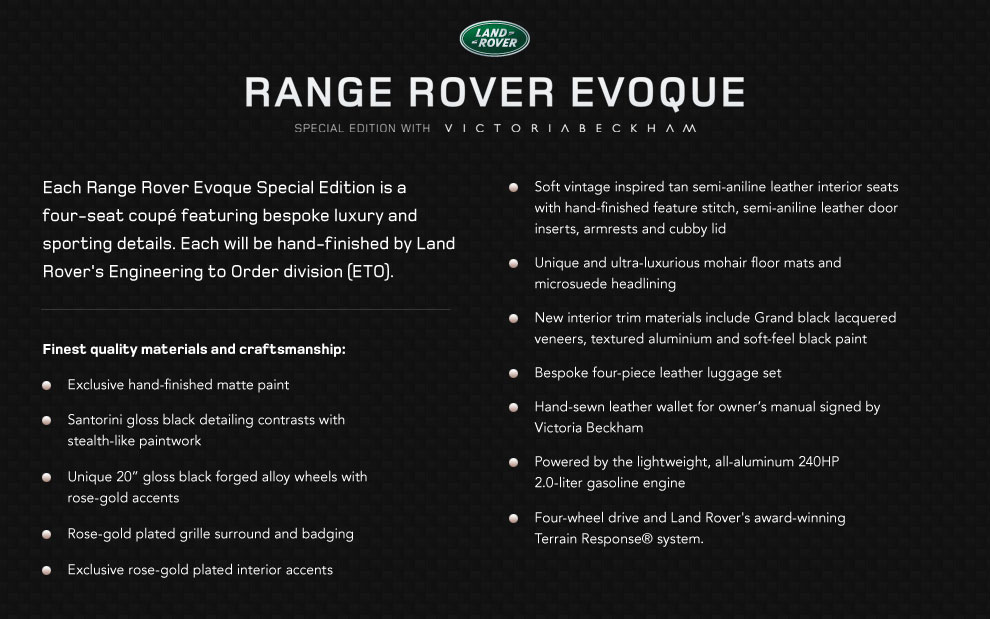 LAND
ROVER
RANGE ROVER EVOQUE
SPECIAL EDITION WITH VICTORIABECKHAM
Each Range Rover Evoque Special Edition is a
four-seat coupé featuring bespoke luxury and
sporting details. Each will be hand-finished by Land
Rover's Engineering to Order division (ETO).
Finest quality materials and craftsmanship:
Exclusive hand-finished matte paint
Santorini gloss black detailing contrasts with
stealth-like paintwork
Unique 20” gloss black forged alloy wheels with
rose-gold accents
Rose-gold plated grille surround and badging
Exclusive rose-gold plated interior accents
Soft vintage inspired tan semi-aniline leather interior seats
with hand-finished feature stitch, semi-aniline leather door
inserts, armrests and cubby lid
Unique and ultra-luxurious mohair floor mats and
microsuede headlining
New interior trim materials include Grand black lacquered
veneers, textured aluminium and soft-feel black paint
Bespoke four-piece leather luggage set
Hand-sewn leather wallet for owner’s manual signed by
Victoria Beckham
Powered by the lightweight, all-aluminum 240HP
2.0-liter gasoline engine
Four-wheel drive and Land Rover's award-winning
Terrain Response® system.